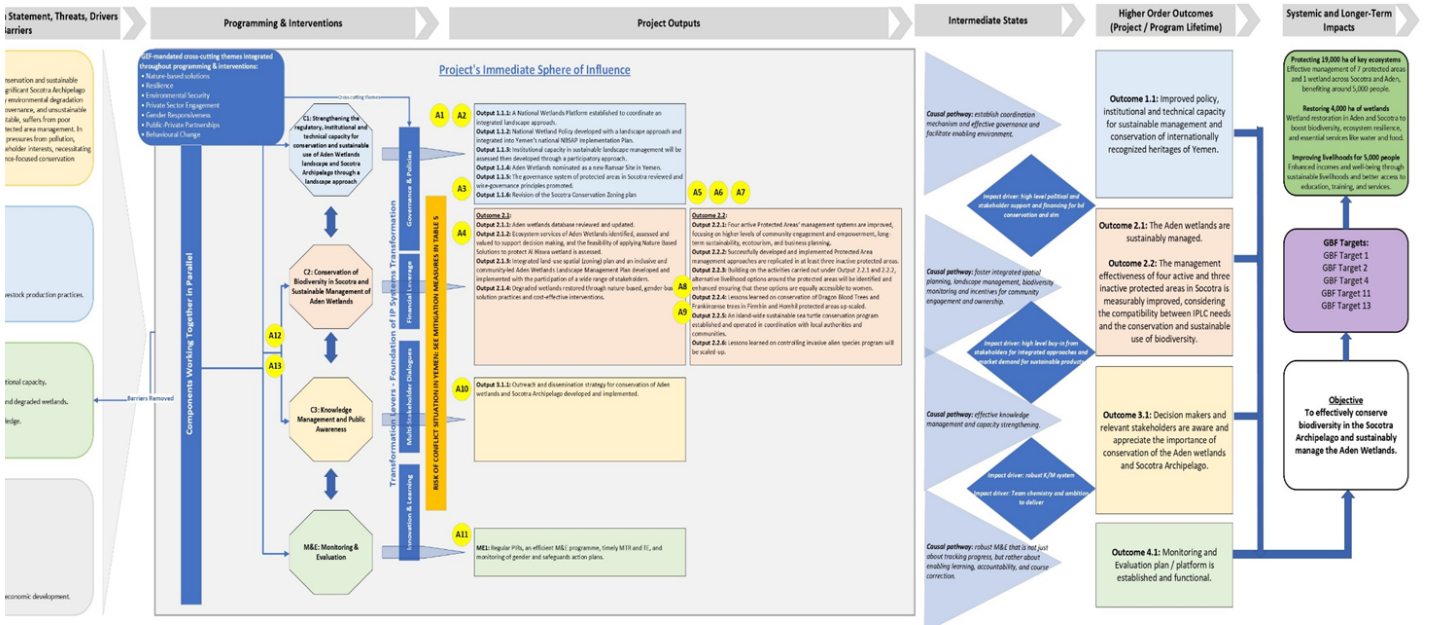 Statement, Threats, Drivers
Barriers
Programming & Interventions
Project Outputs
Intermediate States
Higher Order Outcomes
(Project / Program Lifetime)
Systemic and Longer-Term
Impacts
nservation and sustainable
gnificant Socotra Archipelago
environmental degradation
overnance, and unsustainable
table, suffers from poor
otected area management. In
pressures from pollution,
keholder interests, necessitating
nce-focused conservation
vestock production practices.
tional capacity.
nd degraded wetlands.
ledge.
economic development.
Barriers Removed
GEF-mandated cross-cutting themes integrated
throughout programming & interventions:
• Nature-based solutions
• Resilience
• Environmental Security
• Private Sector Engagement
• Gender Responsiveness
• Public-Private Partnerships
• Behavioural Change
Cross-cutting themes
Components Working Together in Parallel
A12
A13
C1: Strengthening the
regulatory, institutional and
technical capacity for
conservation and sustainable
use of Aden Wetlands
landscape and Socotra
Archipelago through a
landscape approach
C2: Conservation of
Biodiversity in Socotra and
Sustainable Management of
Aden Wetlands
C3: Knowledge
Management and Public
Awareness
M&E: Monitoring &
Evaluation
Transformation Levers - Foundation of IP Systems Transformation
Governance & Policies
Financial Leverage
Multi-Stakeholder Dialogues
Innovation & Learning
RISK OF CONFLICT SITUATION IN YEMEN: SEE MITIGATION MEASURES IN TABLE 5
Project's Immediate Sphere of Influence
A1
A2
A3
A4
A5
A6
A7
A8
A9
A10
A11
Output 1.1.1: A National Wetlands Platform established to coordinate an
integrated landscape approach.
Output 1.1.2: National Wetland Policy developed with a landscape approach and
integrated into Yemen's national NBSAP Implementation Plan.
Output 1.1.3: Institutional capacity in sustainable landscape management will be
assessed then developed through a participatory approach.
Output 1.1.4: Aden Wetlands nominated as a new Ramsar Site in Yemen.
Output 1.1.5: The governance system of protected areas in Socotra reviewed and
wise-governance principles promoted.
Output 1.1.6: Revision of the Socotra Conservation Zoning plan
Outcome 2.1:
Output 2.1.1: Aden wetlands database reviewed and updated.
Output 2.1.2: Ecosystem services of Aden Wetlands identified, assessed and
valued to support decision making, and the feasibility of applying Nature Based
Solutions to protect Al Hiswa wetland is assessed.
Output 2.1.3: Integrated land-use spatial (zoning) plan and an inclusive and
community-led Aden Wetlands Landscape Management Plan developed and
implemented with the participation of a wide range of stakeholders.
Output 2.1.4: Degraded wetlands restored through nature-based, gender-bas
solution practices and cost-effective interventions.
Outcome 2.2:
Output 2.2.1: Four active Protected Areas' management systems are improved,
focusing on higher levels of community engagement and empowerment, long-
term sustainability, ecotourism, and business planning.
Output 2.2.2: Successfully developed and implemented Protected Area
management approaches are replicated in at least three inactive protected areas.
Output 2.2.3: Building on the activities carried out under Output 2.2.1 and 2.2.2,
alternative livelihood options around the protected areas will be identified and
enhanced ensuring that these options are equally accessible to women.
Output 2.2.4: Lessons learned on conservation of Dragon Blood Trees and
Frankincense trees in Firmhin and Homhil protected areas up-scaled.
Output 2.2.5: An island-wide sustainable sea turtle conservation program
established and operated in coordination with local authorities and
communities.
Output 2.2.6: Lessons learned on controlling invasive alien species program will
be scaled-up.
Output 3.1.1: Outreach and dissemination strategy for conservation of Aden
wetlands and Socotra Archipelago developed and implemented.
ME1: Regular PIRs, an efficient M&E programme, timely MTR and TE, and
monitoring of gender and safeguards action plans.
Causal pathway: establish coordination
mechanism and effective governance and
facilitate enabling environment.
Impact driver: high level political and
stakeholder support and financing for bd
conservation and slm
Causal pathway: foster integrated spatial
planning, landscape management, biodiversity
monitoring and incentives for community
engagement and ownership.
Impact driver: high level buy-in from
stakeholders for integrated approaches and
market demand for sustainable products
Causal pathway: effective knowledge
management and capacity strengthening.
Impact driver: robust K/M system
Impact driver: Team chemistry and ambition
to deliver
Causal pathway: robust M&E that is not just
about tracking progress, but rather about
enabling learning, accountability, and course
correction.
Outcome 1.1: Improved policy,
institutional and technical capacity
for sustainable management and
conservation of internationally
recognized heritages of Yemen.
Outcome 2.1: The Aden wetlands are
sustainably managed.
Outcome 2.2: The management
effectiveness of four active and three
inactive protected areas in Socotra is
measurably improved, considering
the compatibility between IPLC needs
and the conservation and sustainable
use of biodiversity.
Outcome 3.1: Decision makers and
relevant stakeholders are aware and
appreciate the importance of
conservation of the Aden wetlands
and Socotra Archipelago.
Outcome 4.1: Monitoring and
Evaluation plan / platform is
established and functional.
Protecting 19,000 ha of key ecosystems
Effective management of 7 protected areas
and 1 wetland across Socotra and Aden,
benefiting around 5,000 people.
Restoring 4,000 ha of wetlands
Wetland restoration in Aden and Socotra to
boost biodiversity, ecosystem resilience,
and essential services like water and food.
Improving livelihoods for 5,000 people
Enhanced incomes and well-being through
sustainable livelihoods and better access to
education, training, and services.
GBF Targets:
GBF Target 1
GBF Target 2
GBF Target 4
GBF Target 11
GBF Target 13
Objective
To effectively conserve
biodiversity in the Socotra
Archipelago and sustainably
manage the Aden Wetlands.